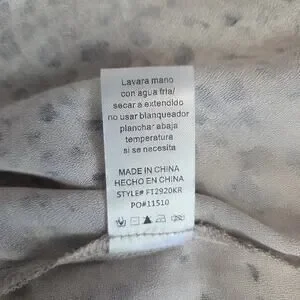 Lavara mano
con agua fria/
secar a extendido
no usar blanqueador
planchar abaja
temperatura
si se necesita
MADE IN CHINA
HECHO EN CHINA
STYLE# FT2920KR
PO#11510